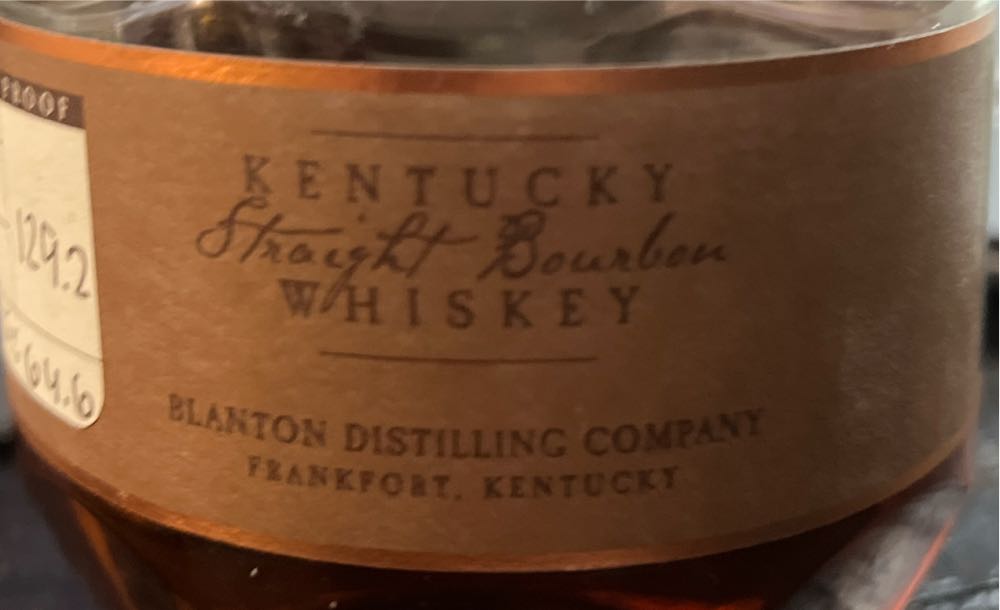 PROOF
129.2
64.6
KENTUCKY
Straight Bourbon
WHISKEY
BLANTON DISTILLING COMPANY
FRANKFORT, KENTUCKY